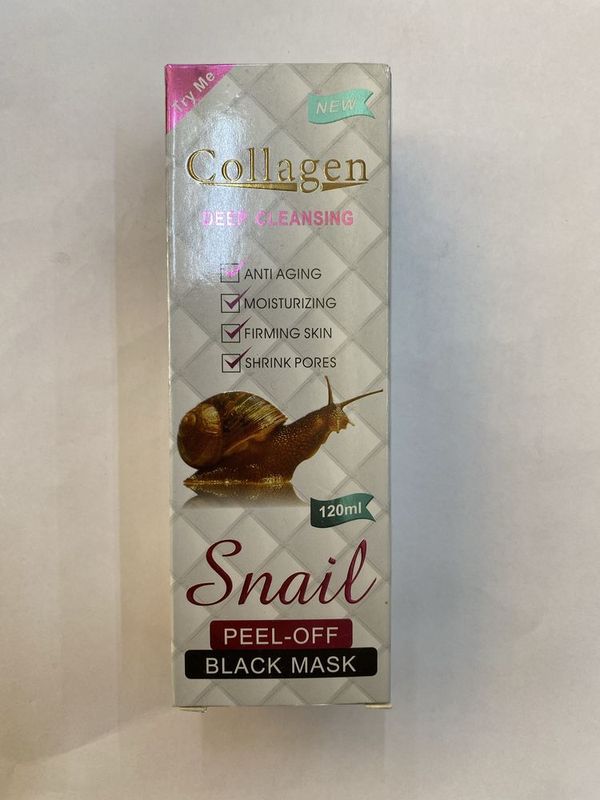 Try Me
NEW
Collagen
DEEP CLEANSING
ANTI AGING
MOISTURIZING
FIRMING SKIN
SHRINK PORES
120ml
Snail
PEEL-OFF
BLACK MASK